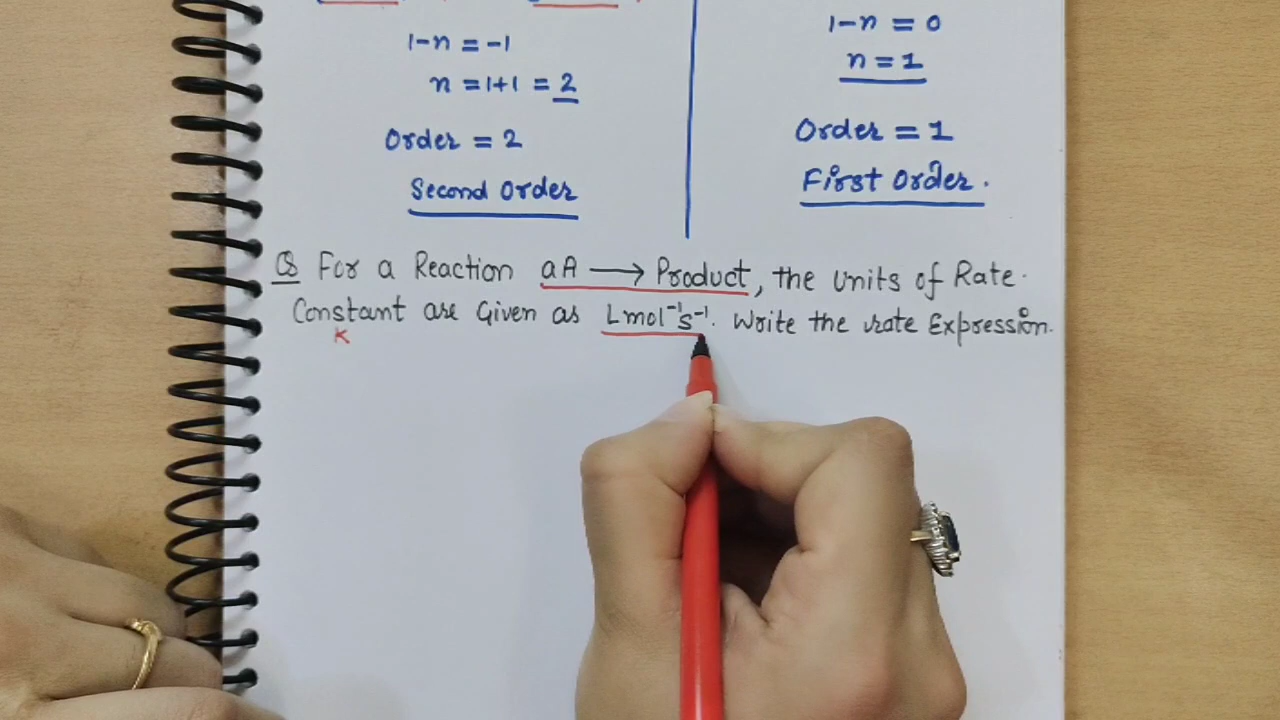 1-n = -1
n = 1+1 = 2
Order = 2
Second Order
1-n = 0
n = 1
Order = 1
First Order.
Q For a Reaction aA ⟶ Product, the units of Rate.
Constant are Given as Lmol⁻¹s⁻¹. Write the rate Expression.
K